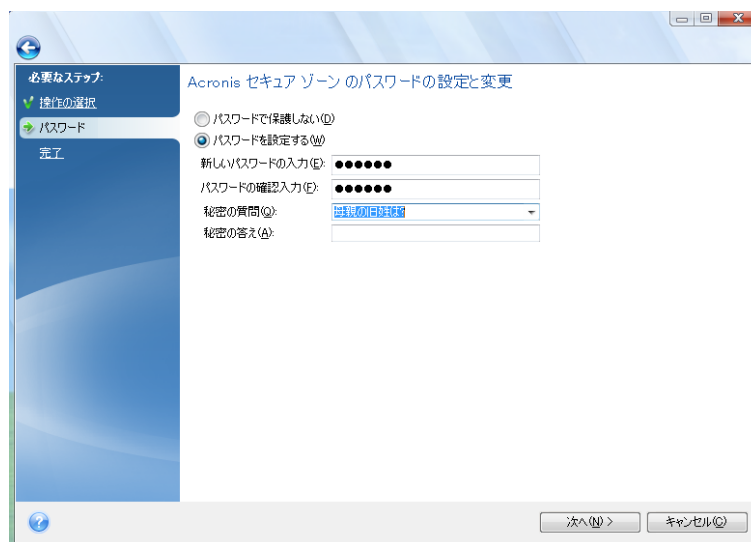 必要なステップ:
操作の選択
パスワード
完了
Acronis セキュア ゾーン のパスワードの設定と変更
パスワードで保護しない(D)
パスワードを設定する(W)
新しいパスワードの入力(E): ●●●●●●
パスワードの確認入力(F): ●●●●●●
秘密の質問(Q): 母親の旧姓は?
秘密の答え(A):
次へ(N) >
キャンセル(C)